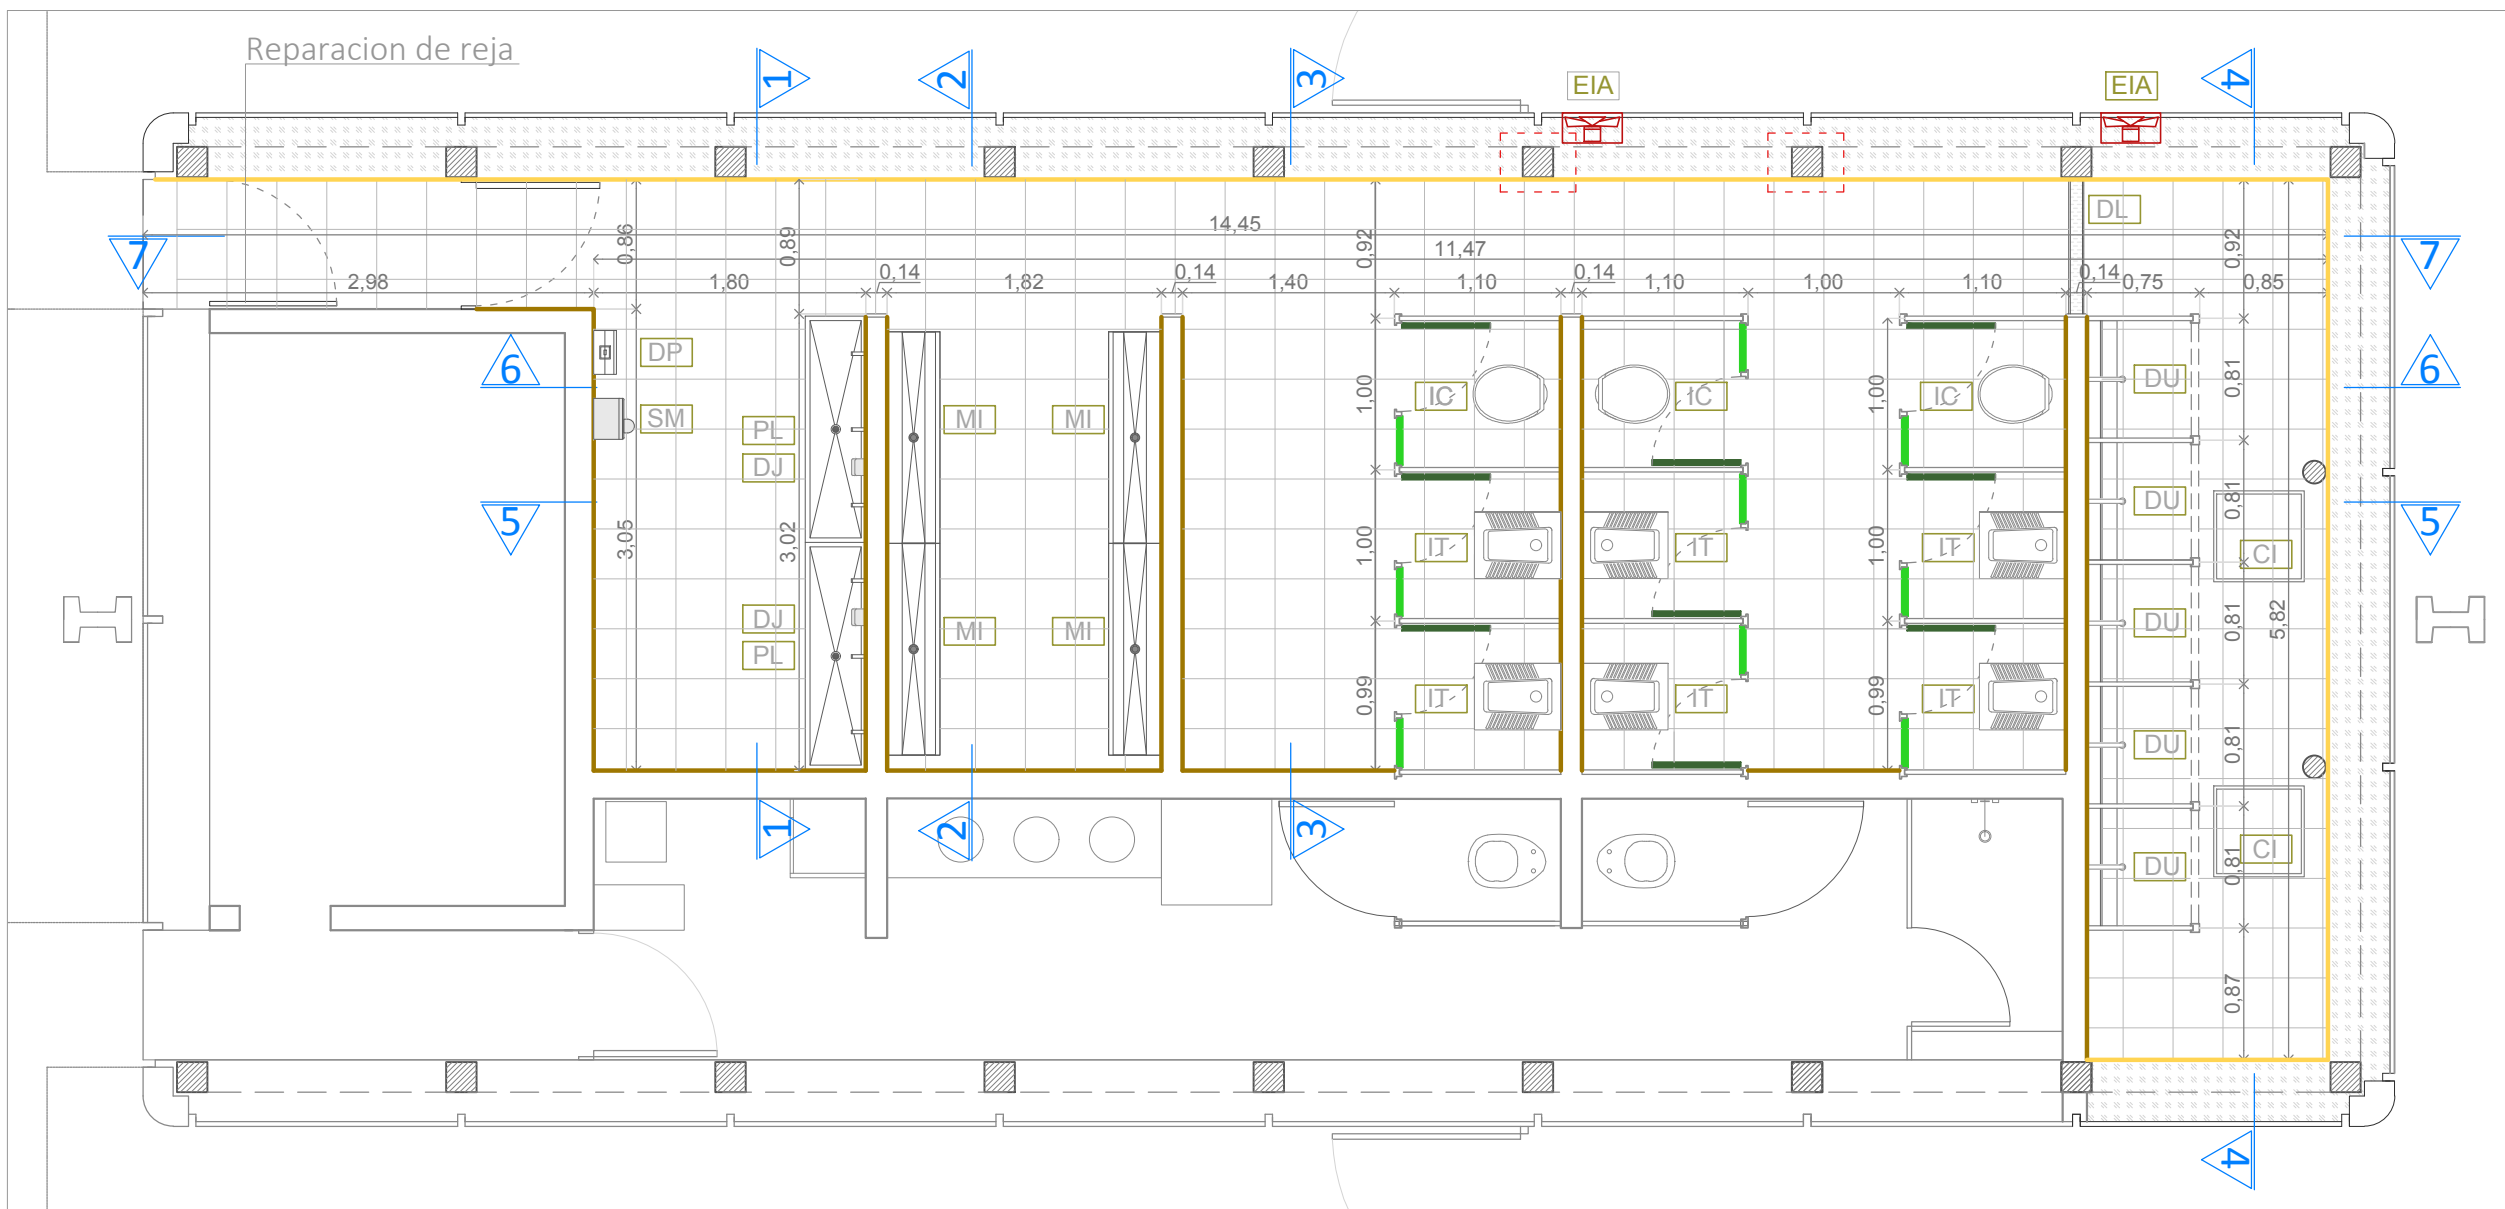 Reparacion de reja
1
2
3
EIA
EIA
4
DL
14,45
0,86
0,89
0,92
0,92
11,47
7
7
2,98
1,80
0,14
1,82
0,14
1,40
1,10
0,14
1,10
1,00
1,10
0,14
0,75
0,85
DP
6
6
SM
PL
MI
MI
IC
IC
IC
DU
0,81
1,00
1,00
DJ
5
5
DU
0,81
3,05
3,02
1,00
1,00
IT
IT
IT
CI
DJ
PL
MI
MI
DU
0,81
5,82
0,99
0,99
IT
IT
IT
DU
0,81
1
2
3
DU
0,81
CI
0,87
4